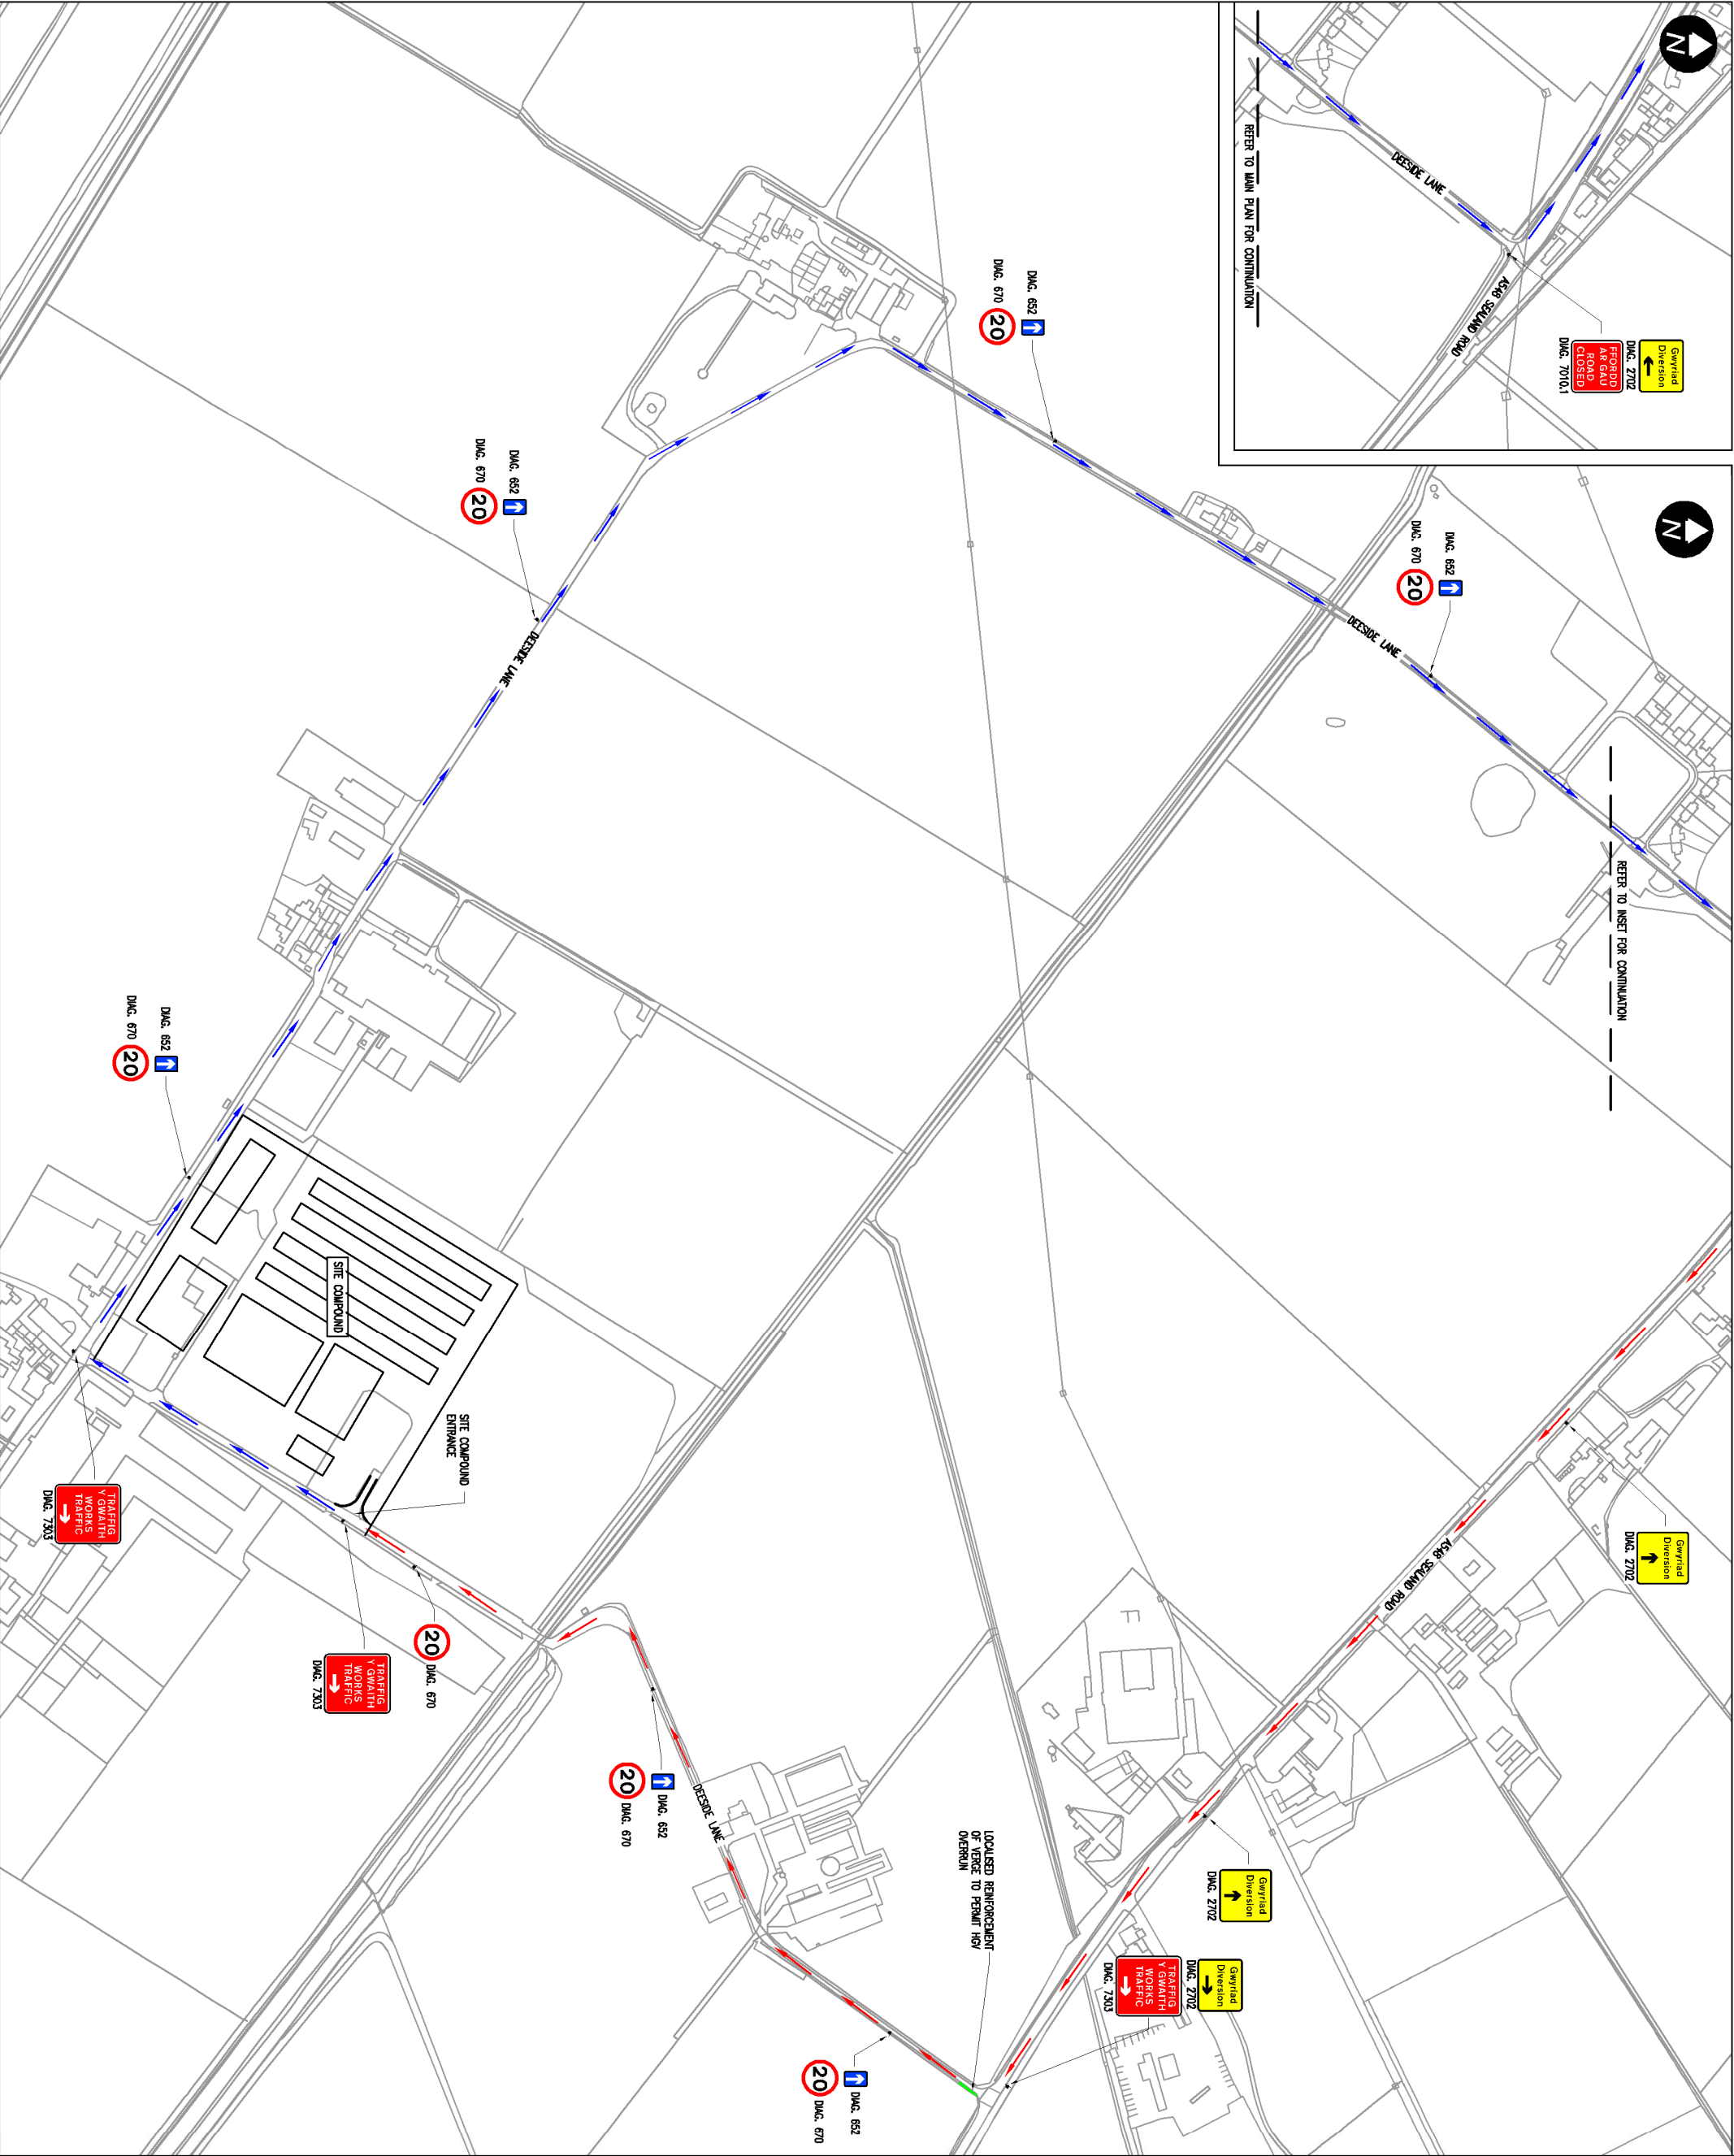 N
DEESIDE LANE
A548 SEALAND ROAD
REFER TO MAIN PLAN FOR CONTINUATION
Gwyriad
Diversion
DIAG. 2702
FFORDD
AR GAU
ROAD
CLOSED
DIAG. 7010.1
N
DIAG. 652
20
DIAG. 670
DEESIDE LANE
REFER TO INSET FOR CONTINUATION
Gwyriad
Diversion
DIAG. 2702
A548 SEALAND ROAD
Gwyriad
Diversion
DIAG. 2702
Gwyriad
Diversion
DIAG. 2702
TRAFFIG
Y GWAITH
WORKS
TRAFFIC
DIAG. 7303
LOCALISED REINFORCEMENT
OF VERGE TO PERMIT HGV
OVERRUN
DIAG. 652
20
DIAG. 670
DIAG. 652
20
DIAG. 670
DEESIDE LANE
DIAG. 652
20
DIAG. 670
DIAG. 652
20
DIAG. 670
DEESIDE LANE
20
DIAG. 670
SITE COMPOUND
ENTRANCE
SITE COMPOUND
TRAFFIG
Y GWAITH
WORKS
TRAFFIC
DIAG. 7303
DIAG. 652
20
DIAG. 670
TRAFFIG
Y GWAITH
WORKS
TRAFFIC
DIAG. 7303